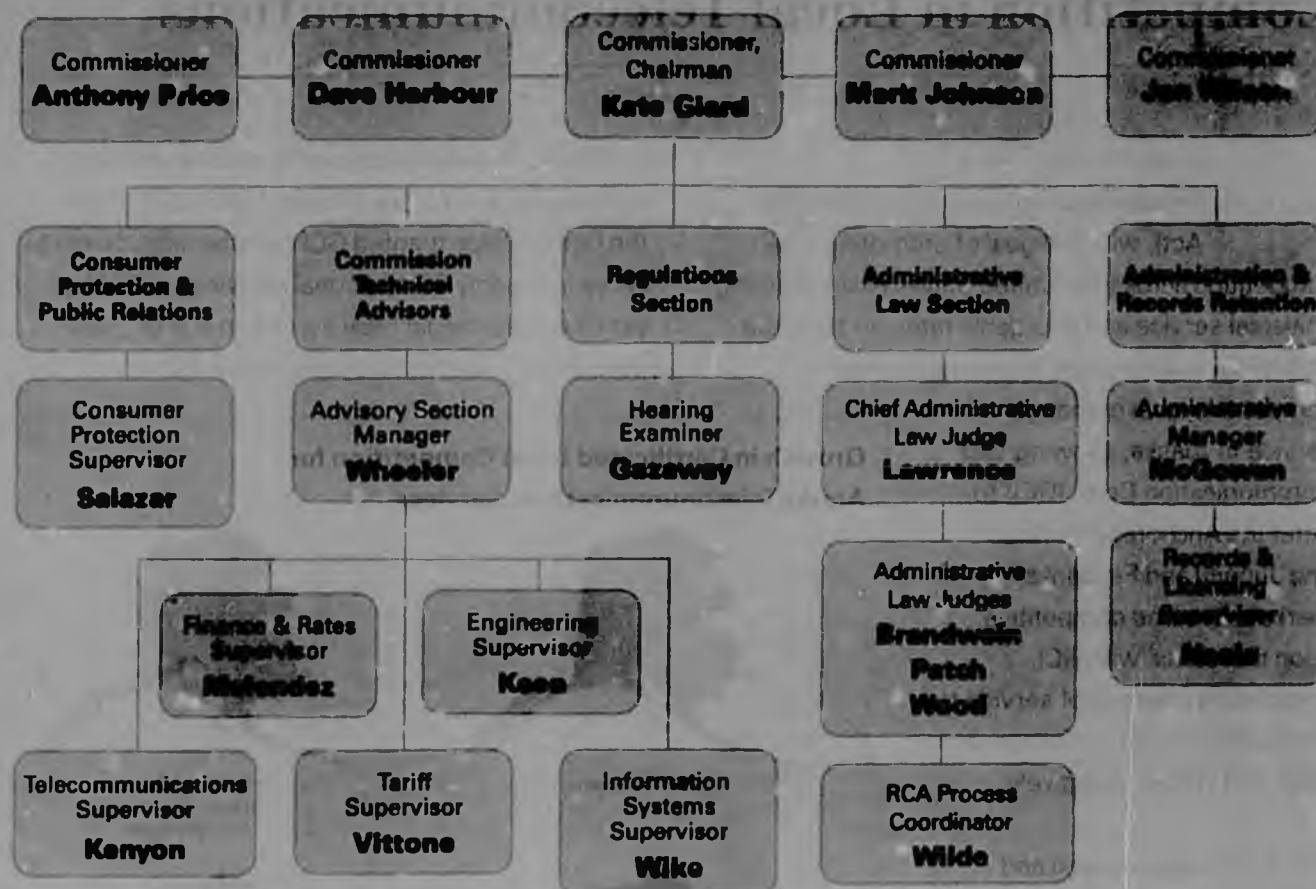 Commissioner
Anthony Price
Commissioner
Dave Harbour
Commissioner,
Chairman
Kate Giard
Commissioner
Mark Johnson
Commissioner
Consumer
Protection &
Public Relations
Commission
Technical
Advisors
Regulations
Section
Administrative
Law Section
Administration &
Records Retention
Consumer
Protection
Supervisor
Salazar
Advisory Section
Manager
Wheeler
Hearing
Examiner
Gazaway
Chief Administrative
Law Judge
Lawrence
Administrative
Manager
McGowan
Finance & Rates
Supervisor
Melendez
Engineering
Supervisor
Keen
Administrative
Law Judges
Brandwein
Patch
Wood
Records &
Licensing
Supervisor
Telecommunications
Supervisor
Kenyon
Tariff
Supervisor
Vittone
Information
Systems
Supervisor
Wike
RCA Process
Coordinator
Wilde